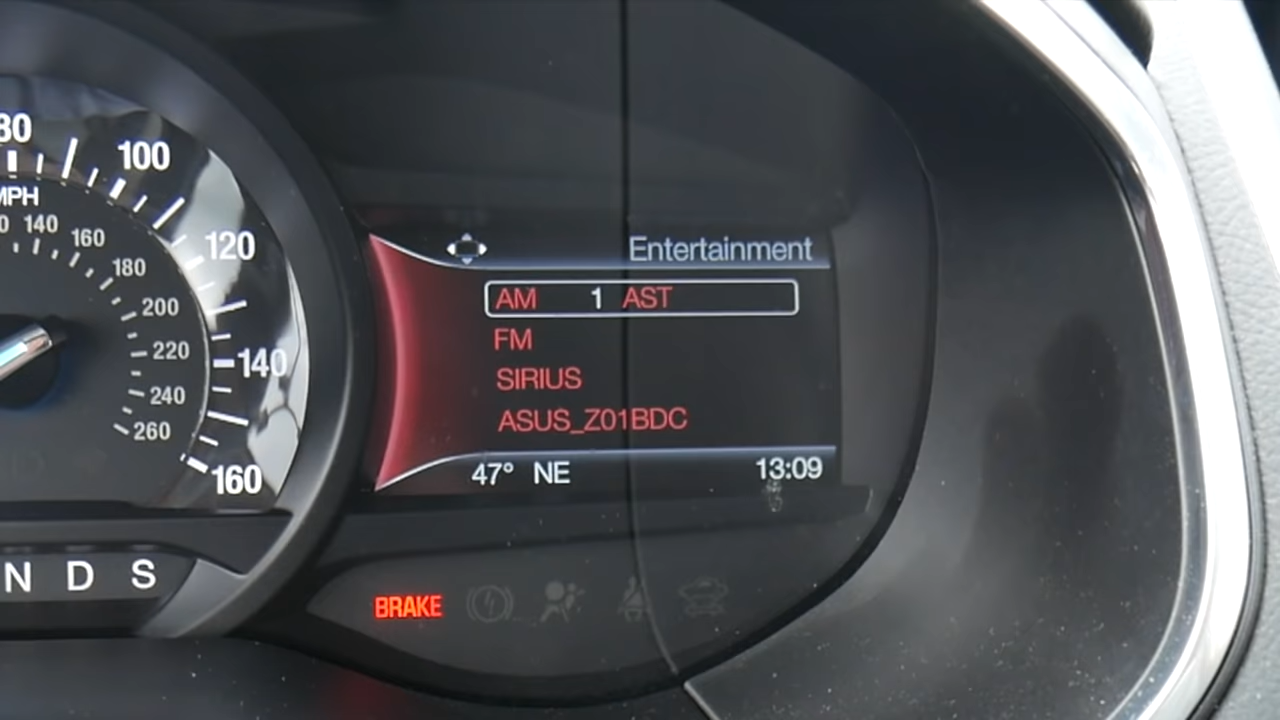 80
100
MPH
120
140
160
140
160
180
200
220
240
260
N D S
Entertainment
AM 1 AST
FM
SIRIUS
ASUS_Z01BDC
47° NE 13:09
BRAKE